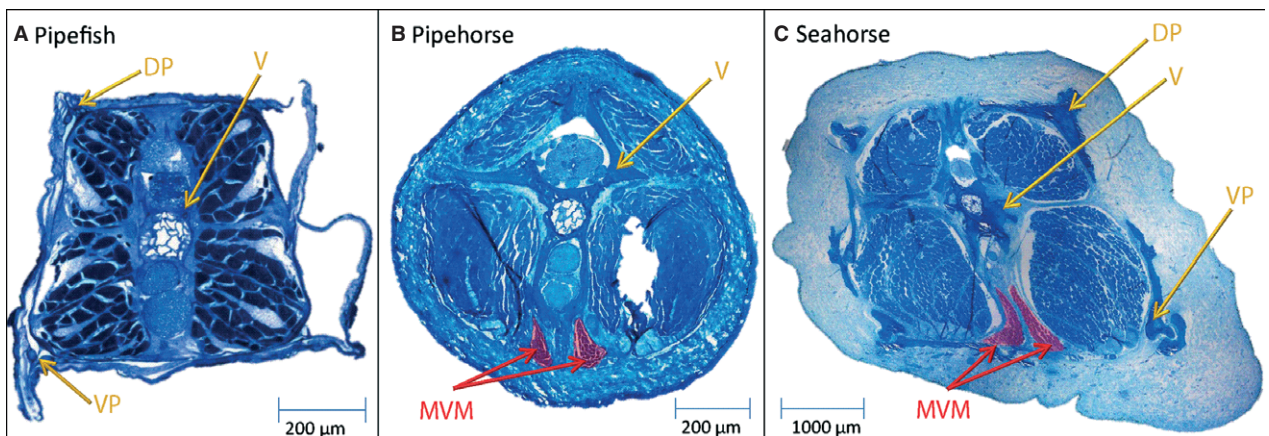 A Pipefish
DP
V
VP
200 µm
B Pipehorse
V
MVM
200 µm
C Seahorse
DP
V
VP
MVM
1000 µm